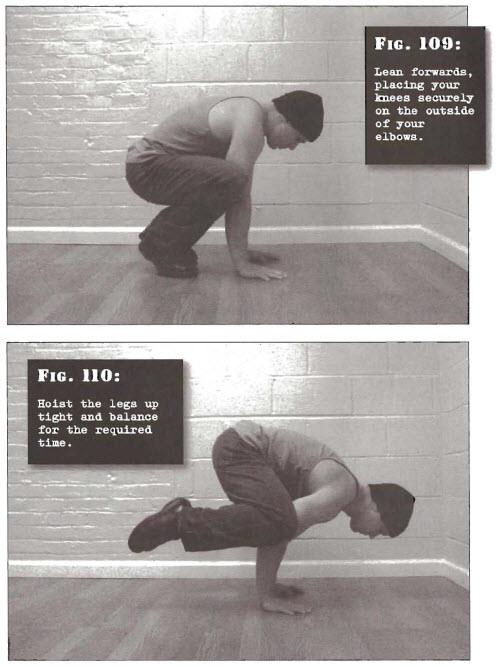 FIG. 109:
Lean forwards,
placing your
knees securely
on the outside
of your
elbows.
FIG. 110:
Hoist the legs up
tight and balance
for the required
time.